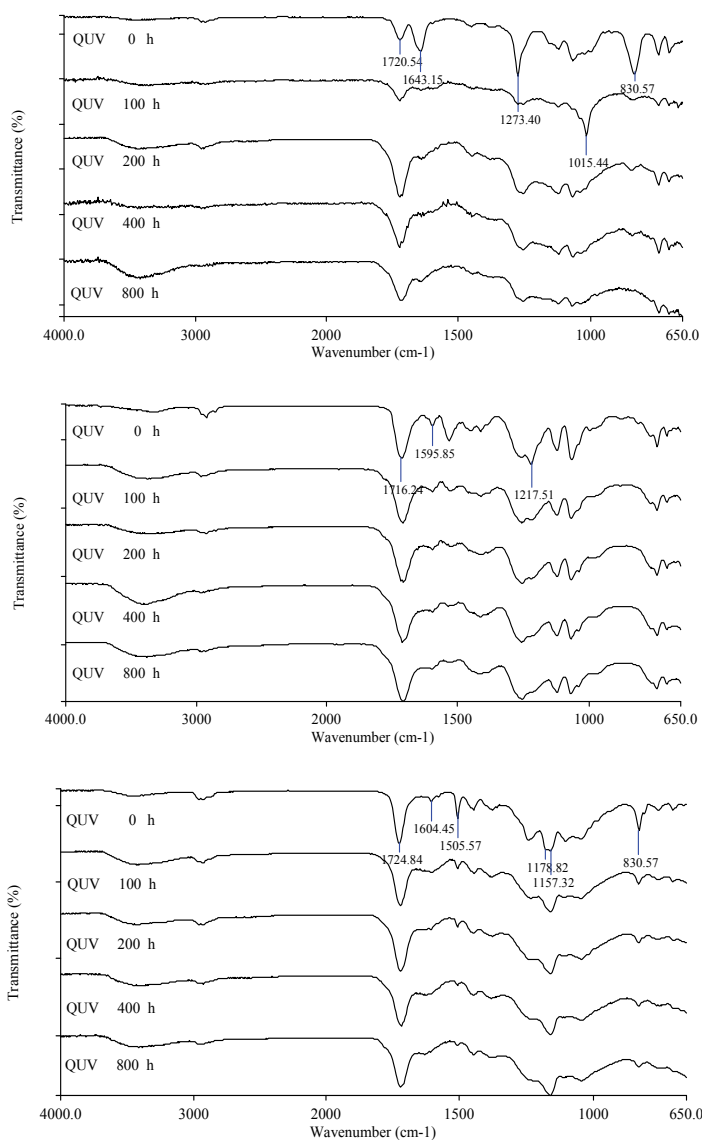 QUV 0 h
1720.54
1643.15
830.57
QUV 100 h
1273.40
1015.44
QUV 200 h
QUV 400 h
QUV 800 h
Transmittance (%)
4000.0 3000 2000 1500 1000 650.0
Wavenumber (cm-1)
QUV 0 h
1595.85
1716.24
1217.51
QUV 100 h
QUV 200 h
QUV 400 h
QUV 800 h
Transmittance (%)
4000.0 3000 2000 1500 1000 650.0
Wavenumber (cm-1)
QUV 0 h
1604.45
1505.57
1724.84
1178.82
830.57
1157.32
QUV 100 h
QUV 200 h
QUV 400 h
QUV 800 h
Transmittance (%)
4000.0 3000 2000 1500 1000 650.0
Wavenumber (cm-1)